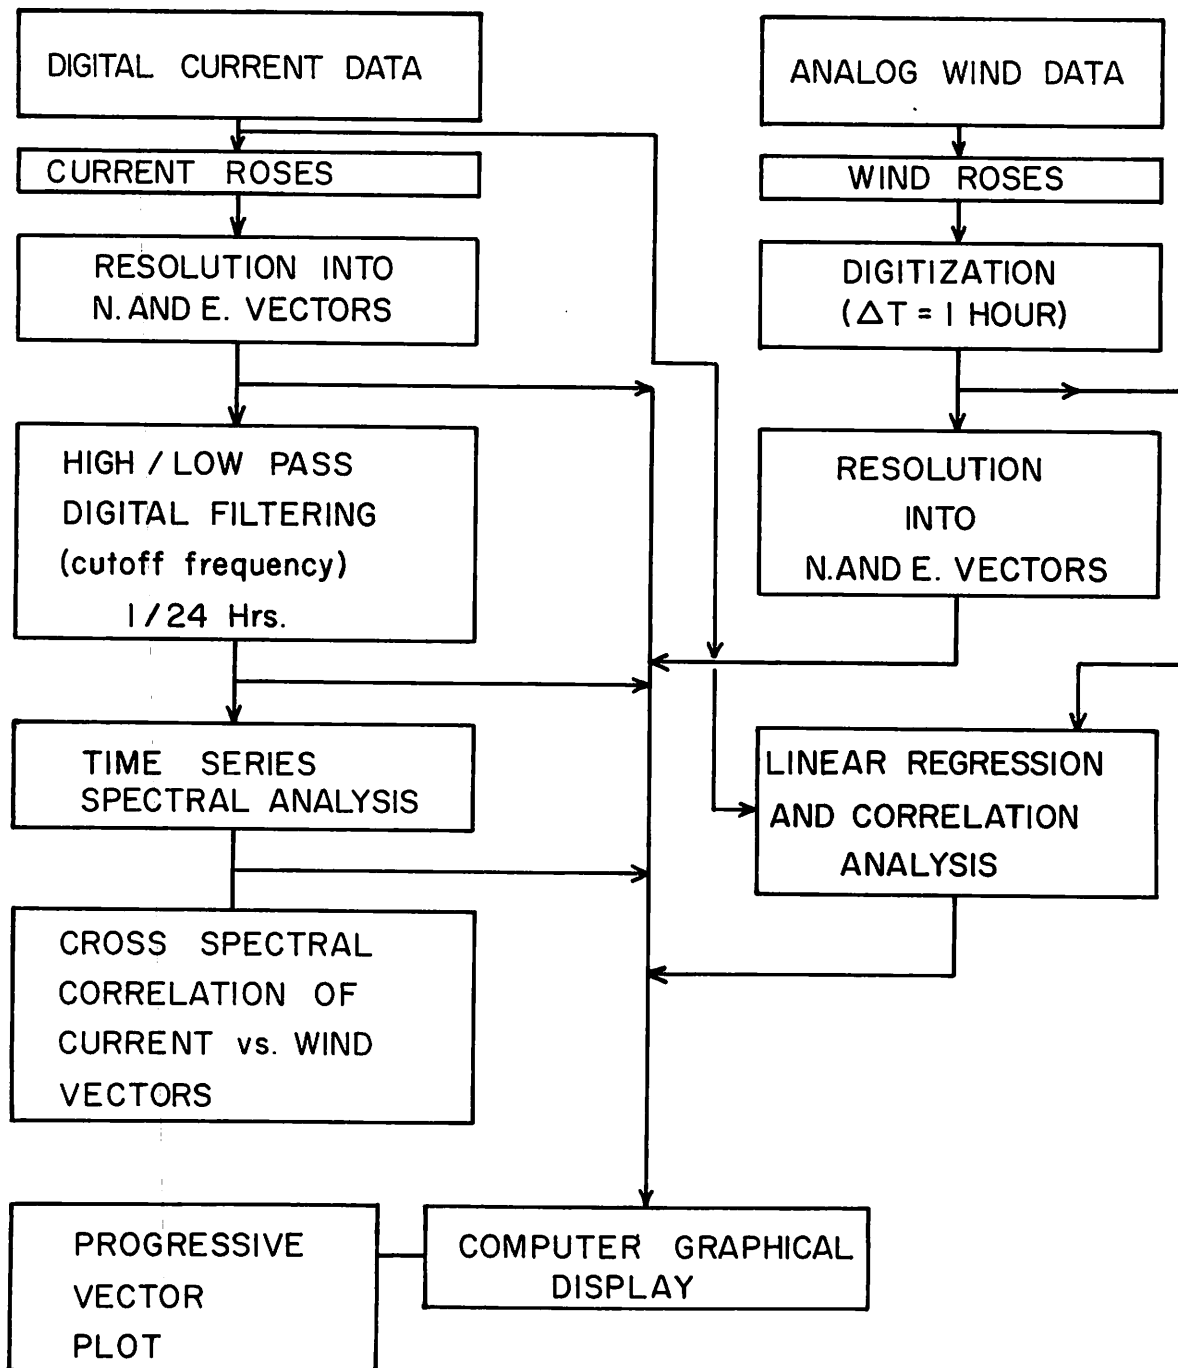 DIGITAL CURRENT DATA
CURRENT ROSES
RESOLUTION INTO
N. AND E. VECTORS
HIGH / LOW PASS
DIGITAL FILTERING
(cutoff frequency)
1/24 Hrs.
TIME SERIES
SPECTRAL ANALYSIS
CROSS SPECTRAL
CORRELATION OF
CURRENT vs. WIND
VECTORS
PROGRESSIVE
VECTOR
PLOT
COMPUTER GRAPHICAL
DISPLAY
ANALOG WIND DATA
WIND ROSES
DIGITIZATION
(ΔT = 1 HOUR)
RESOLUTION
INTO
N. AND E. VECTORS
LINEAR REGRESSION
AND CORRELATION
ANALYSIS